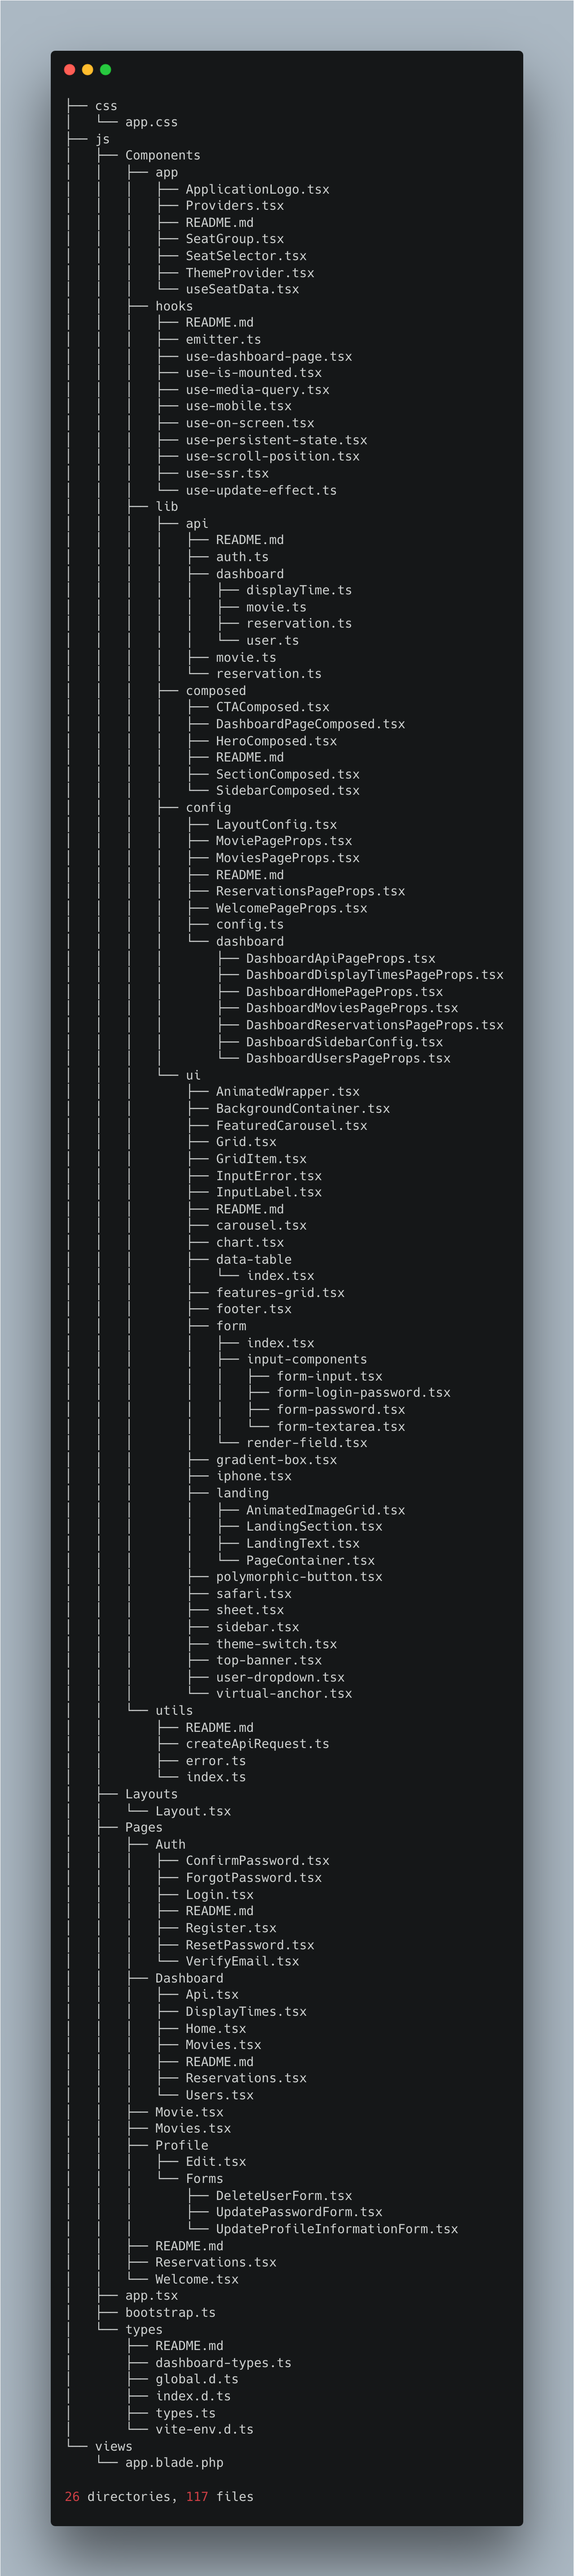 ├── css
│   └── app.css
├── js
│   ├── Components
│   │   ├── app
│   │   │   ├── ApplicationLogo.tsx
│   │   │   ├── Providers.tsx
│   │   │   ├── README.md
│   │   │   ├── SeatGroup.tsx
│   │   │   ├── SeatSelector.tsx
│   │   │   ├── ThemeProvider.tsx
│   │   │   └── useSeatData.tsx
│   │   ├── hooks
│   │   │   ├── README.md
│   │   │   ├── emitter.ts
│   │   │   ├── use-dashboard-page.tsx
│   │   │   ├── use-is-mounted.tsx
│   │   │   ├── use-media-query.tsx
│   │   │   ├── use-mobile.tsx
│   │   │   ├── use-on-screen.tsx
│   │   │   ├── use-persistent-state.tsx
│   │   │   ├── use-scroll-position.tsx
│   │   │   ├── use-ssr.tsx
│   │   │   └── use-update-effect.ts
│   │   ├── lib
│   │   │   ├── api
│   │   │   │   ├── README.md
│   │   │   │   ├── auth.ts
│   │   │   │   ├── dashboard
│   │   │   │   │   ├── displayTime.ts
│   │   │   │   │   ├── movie.ts
│   │   │   │   │   ├── reservation.ts
│   │   │   │   │   └── user.ts
│   │   │   │   ├── movie.ts
│   │   │   │   └── reservation.ts
│   │   │   ├── composed
│   │   │   │   ├── CTAComposed.tsx
│   │   │   │   ├── DashboardPageComposed.tsx
│   │   │   │   ├── HeroComposed.tsx
│   │   │   │   ├── README.md
│   │   │   │   ├── SectionComposed.tsx
│   │   │   │   └── SidebarComposed.tsx
│   │   │   ├── config
│   │   │   │   ├── LayoutConfig.tsx
│   │   │   │   ├── MoviePageProps.tsx
│   │   │   │   ├── MoviesPageProps.tsx
│   │   │   │   ├── README.md
│   │   │   │   ├── ReservationsPageProps.tsx
│   │   │   │   ├── WelcomePageProps.tsx
│   │   │   │   ├── config.ts
│   │   │   │   └── dashboard
│   │   │   │       ├── DashboardApiPageProps.tsx
│   │   │   │       ├── DashboardDisplayTimesPageProps.tsx
│   │   │   │       ├── DashboardHomePageProps.tsx
│   │   │   │       ├── DashboardMoviesPageProps.tsx
│   │   │   │       ├── DashboardReservationsPageProps.tsx
│   │   │   │       ├── DashboardSidebarConfig.tsx
│   │   │   │       └── DashboardUsersPageProps.tsx
│   │   │   └── ui
│   │   │       ├── AnimatedWrapper.tsx
│   │   │       ├── BackgroundContainer.tsx
│   │   │       ├── FeaturedCarousel.tsx
│   │   │       ├── Grid.tsx
│   │   │       ├── GridItem.tsx
│   │   │       ├── InputError.tsx
│   │   │       ├── InputLabel.tsx
│   │   │       ├── README.md
│   │   │       ├── carousel.tsx
│   │   │       ├── chart.tsx
│   │   │       ├── data-table
│   │   │       │   └── index.tsx
│   │   │       ├── features-grid.tsx
│   │   │       ├── footer.tsx
│   │   │       ├── form
│   │   │       │   ├── index.tsx
│   │   │       │   ├── input-components
│   │   │       │   │   ├── form-input.tsx
│   │   │       │   │   ├── form-login-password.tsx
│   │   │       │   │   ├── form-password.tsx
│   │   │       │   │   └── form-textarea.tsx
│   │   │       │   └── render-field.tsx
│   │   │       ├── gradient-box.tsx
│   │   │       ├── iphone.tsx
│   │   │       ├── landing
│   │   │       │   ├── AnimatedImageGrid.tsx
│   │   │       │   ├── LandingSection.tsx
│   │   │       │   ├── LandingText.tsx
│   │   │       │   └── PageContainer.tsx
│   │   │       ├── polymorphic-button.tsx
│   │   │       ├── safari.tsx
│   │   │       ├── sheet.tsx
│   │   │       ├── sidebar.tsx
│   │   │       ├── theme-switch.tsx
│   │   │       ├── top-banner.tsx
│   │   │       ├── user-dropdown.tsx
│   │   │       └── virtual-anchor.tsx
│   │   └── utils
│   │       ├── README.md
│   │       ├── createApiRequest.ts
│   │       ├── error.ts
│   │       └── index.ts
│   ├── Layouts
│   │   └── Layout.tsx
│   ├── Pages
│   │   ├── Auth
│   │   │   ├── ConfirmPassword.tsx
│   │   │   ├── ForgotPassword.tsx
│   │   │   ├── Login.tsx
│   │   │   ├── README.md
│   │   │   ├── Register.tsx
│   │   │   ├── ResetPassword.tsx
│   │   │   └── VerifyEmail.tsx
│   │   ├── Dashboard
│   │   │   ├── Api.tsx
│   │   │   ├── DisplayTimes.tsx
│   │   │   ├── Home.tsx
│   │   │   ├── Movies.tsx
│   │   │   ├── README.md
│   │   │   ├── Reservations.tsx
│   │   │   └── Users.tsx
│   │   ├── Movie.tsx
│   │   ├── Movies.tsx
│   │   ├── Profile
│   │   │   ├── Edit.tsx
│   │   │   └── Forms
│   │   │       ├── DeleteUserForm.tsx
│   │   │       ├── UpdatePasswordForm.tsx
│   │   │       └── UpdateProfileInformationForm.tsx
│   │   ├── README.md
│   │   ├── Reservations.tsx
│   │   └── Welcome.tsx
│   ├── app.tsx
│   ├── bootstrap.ts
│   └── types
│       ├── README.md
│       ├── dashboard-types.ts
│       ├── global.d.ts
│       ├── index.d.ts
│       ├── types.ts
│       └── vite-env.d.ts
└── views
    └── app.blade.php
26 directories, 117 files